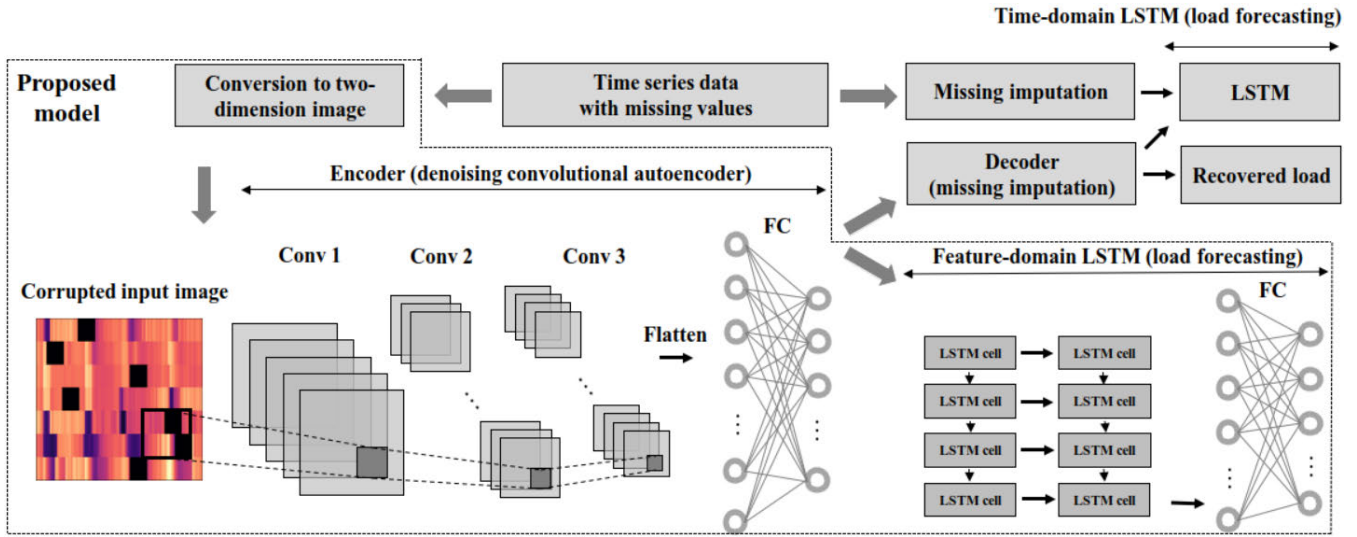 Time-domain LSTM (load forecasting)
Proposed
model
Conversion to two-
dimension image
Time series data
with missing values
Missing imputation
LSTM
Decoder
(missing imputation)
Recovered load
Encoder (denoising convolutional autoencoder)
FC
Conv 1
Conv 2
Conv 3
Feature-domain LSTM (load forecasting)
FC
Corrupted input image
Flatten
LSTM cell
LSTM cell
LSTM cell
LSTM cell
LSTM cell
LSTM cell
LSTM cell
LSTM cell